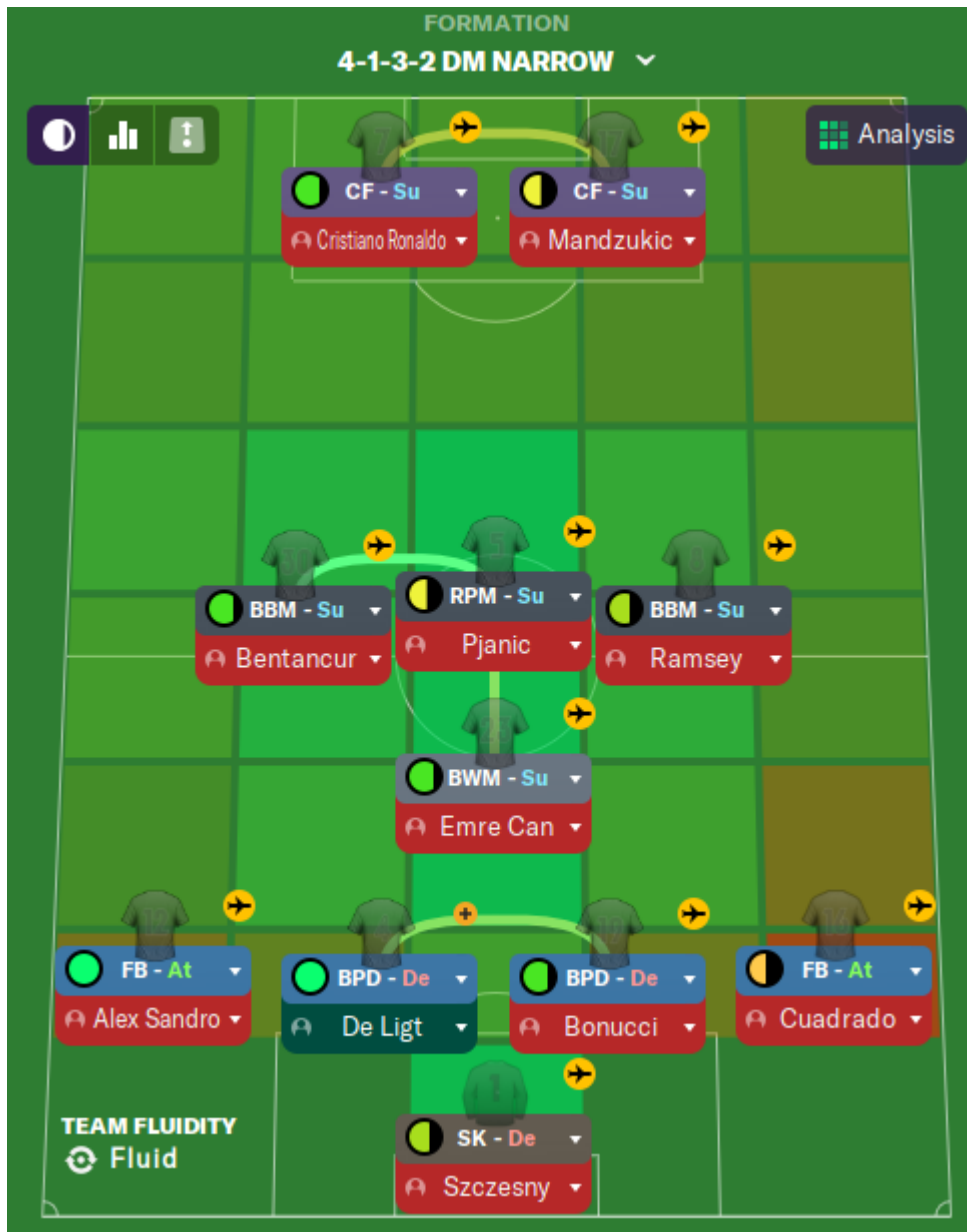 FORMATION
4-1-3-2 DM NARROW
Analysis
CF - Su
CF - Su
Cristiano Ronaldo
Mandzukic
BBM - Su
RPM - Su
BBM - Su
Bentancur
Pjanic
Ramsey
BWM - Su
Emre Can
FB - At
BPD - De
BPD - De
FB - At
Alex Sandro
De Ligt
Bonucci
Cuadrado
TEAM FLUIDITY
Fluid
SK - De
Szczesny